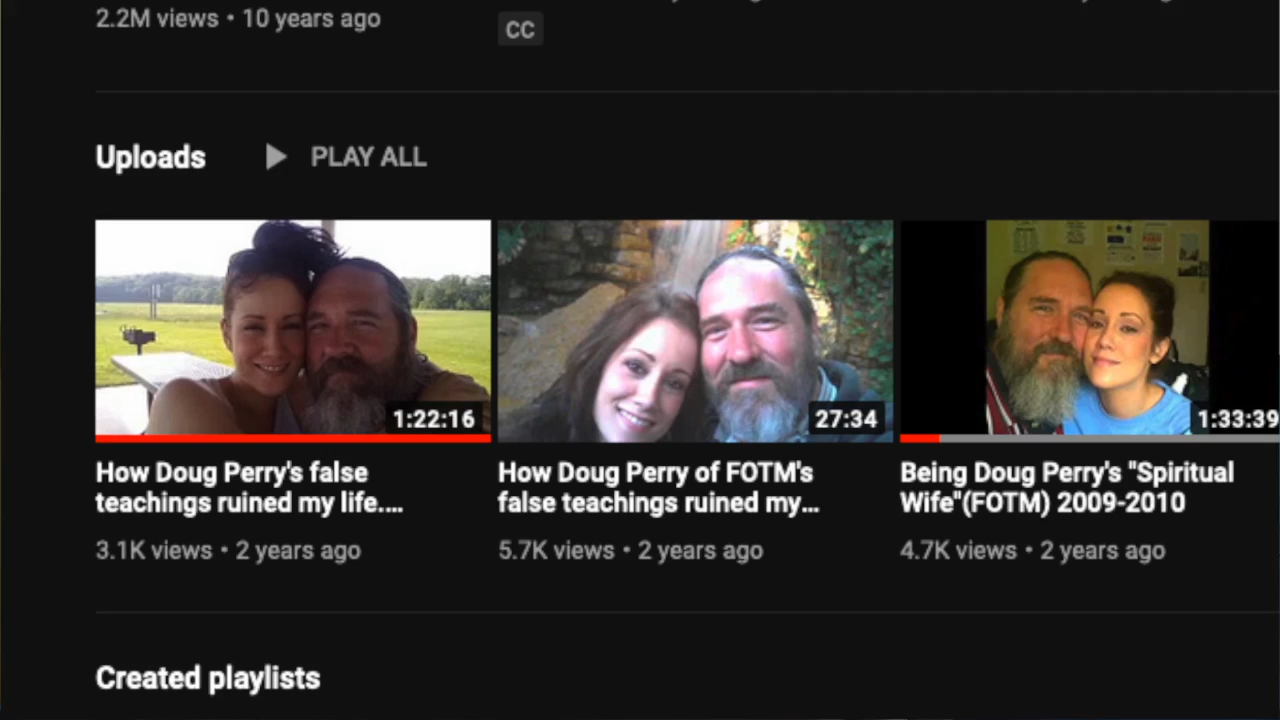 2.2M views • 10 years ago
CC
Uploads
PLAY ALL
1:22:16
27:34
1:33:39
How Doug Perry's false
teachings ruined my life....
3.1K views • 2 years ago
How Doug Perry of FOTM's
false teachings ruined my...
5.7K views • 2 years ago
Being Doug Perry's "Spiritual
Wife"(FOTM) 2009-2010
4.7K views • 2 years ago
Created playlists